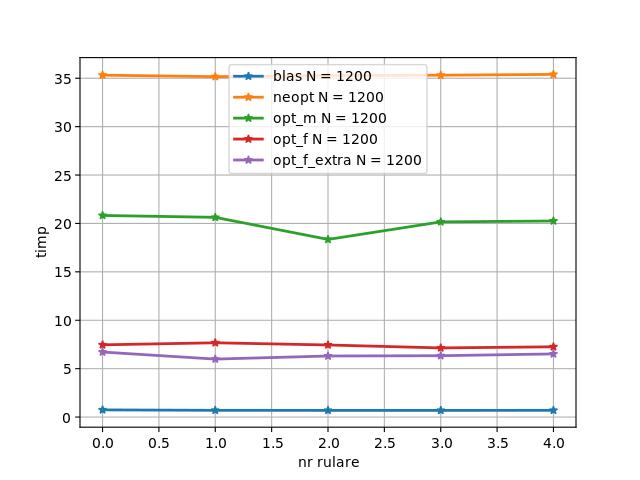 blas N = 1200
neopt N = 1200
opt_m N = 1200
opt_f N = 1200
opt_f_extra N = 1200
timp
35
30
25
20
15
10
5
0
0.0 0.5 1.0 1.5 2.0 2.5 3.0 3.5 4.0
nr rulare